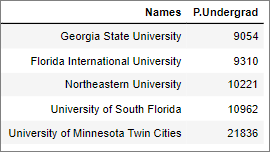 Names P.Undergrad
Georgia State University 9054
Florida International University 9310
Northeastern University 10221
University of South Florida 10962
University of Minnesota Twin Cities 21836